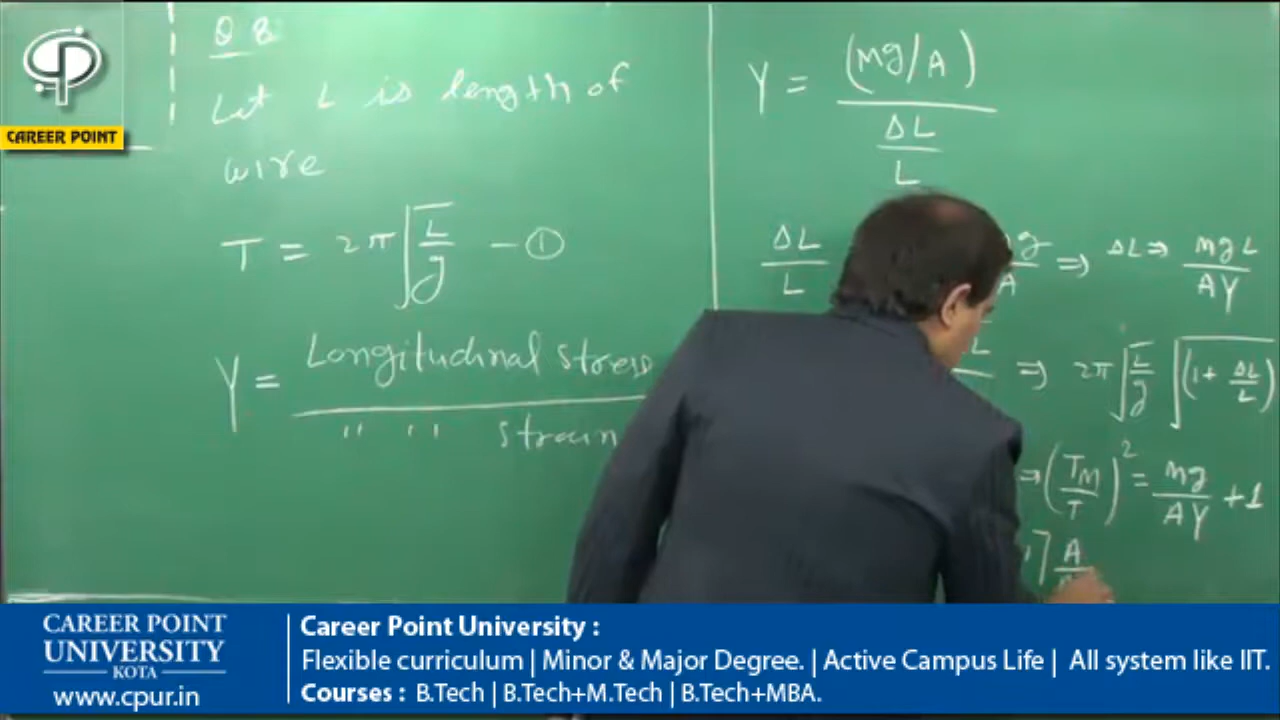 CAREER POINT
Q 8
Let L is length of
wire
T = 2π√(L/g) — ①
Y = Longitudinal stress / " " strain
Y = (Mg/A) / (ΔL/L)
ΔL/L g/A ⇒ ΔL ⇒ MgL/AY
L ⇒ 2π√(L/g) √(1 + ΔL/L)
⇒ (TM/T)² = Mg/AY + 1
] A
CAREER POINT
UNIVERSITY
KOTA
www.cpur.in
Career Point University :
Flexible curriculum | Minor & Major Degree. | Active Campus Life | All system like IIT.
Courses : B.Tech | B.Tech+M.Tech | B.Tech+MBA.